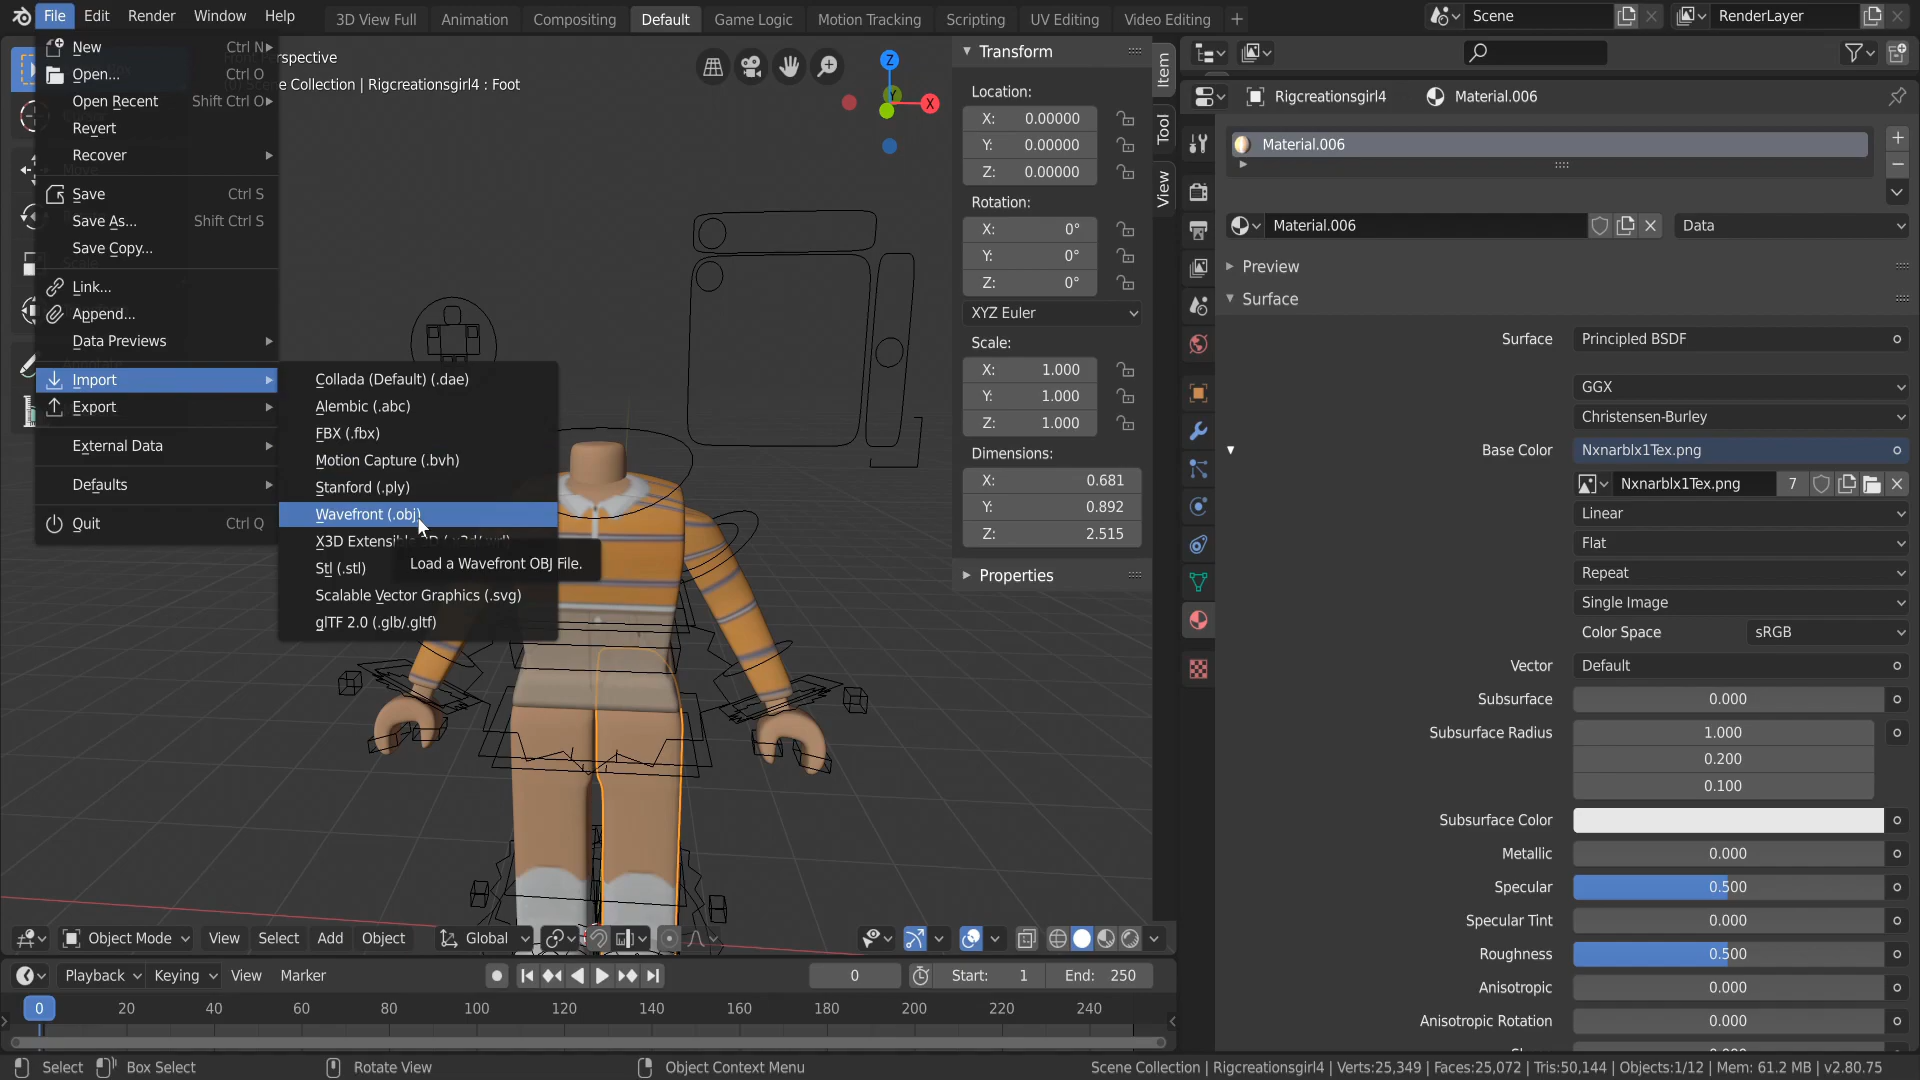 File Edit Render Window Help
3D View Full Animation Compositing Default Game Logic Motion Tracking Scripting UV Editing Video Editing +
Scene
RenderLayer
New Ctrl N
Open... Ctrl O
Open Recent Shift Ctrl O
Revert
Recover
Save Ctrl S
Save As... Shift Ctrl S
Save Copy...
Link...
Append...
Data Previews
Import
Export
External Data
Defaults
Quit Ctrl Q
Collada (Default) (.dae)
Alembic (.abc)
FBX (.fbx)
Motion Capture (.bvh)
Stanford (.ply)
Wavefront (.obj)
X3D
Stl (.stl)
Scalable Vector Graphics (.svg)
glTF 2.0 (.glb/.gltf)
Load a Wavefront OBJ File.
Perspective
Collection | Rigcreationsgirl4 : Foot
Z
Y
X
Transform
Location:
X: 0.00000
Y: 0.00000
Z: 0.00000
Rotation:
X: 0°
Y: 0°
Z: 0°
XYZ Euler
Scale:
X: 1.000
Y: 1.000
Z: 1.000
Dimensions:
X: 0.681
Y: 0.892
Z: 2.515
Properties
Item
Tool
View
Rigcreationsgirl4 Material.006
Material.006
Material.006 Data
Preview
Surface
Surface Principled BSDF
GGX
Christensen-Burley
Base Color Nxnarblx1Tex.png
Nxnarblx1Tex.png 7
Linear
Flat
Repeat
Single Image
Color Space sRGB
Vector Default
Subsurface 0.000
Subsurface Radius 1.000
0.200
0.100
Subsurface Color
Metallic 0.000
Specular 0.500
Specular Tint 0.000
Roughness 0.500
Anisotropic 0.000
Anisotropic Rotation 0.000
Object Mode View Select Add Object Global
Playback Keying View Marker 0 Start: 1 End: 250
0 20 40 60 80 100 120 140 160 180 200 220 240
Select Box Select Rotate View Object Context Menu
Scene Collection | Rigcreationsgirl4 | Verts:25,349 | Faces:25,072 | Tris:50,144 | Objects:1/12 | Mem: 61.2 MB | v2.80.75